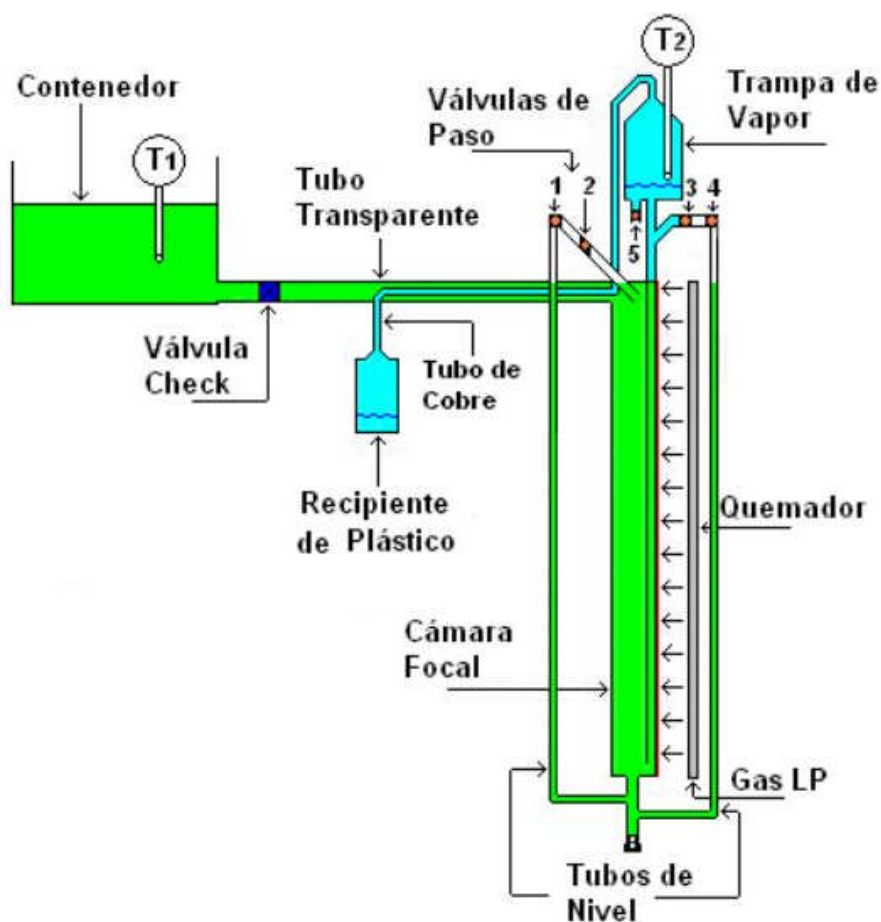 T2
Contenedor
Válvulas de
Paso
Trampa de
Vapor
T1
Tubo
Transparente
1
2
3
4
5
Válvula
Check
Tubo de
Cobre
Recipiente
de Plástico
Quemador
Cámara
Focal
Gas LP
Tubos de
Nivel